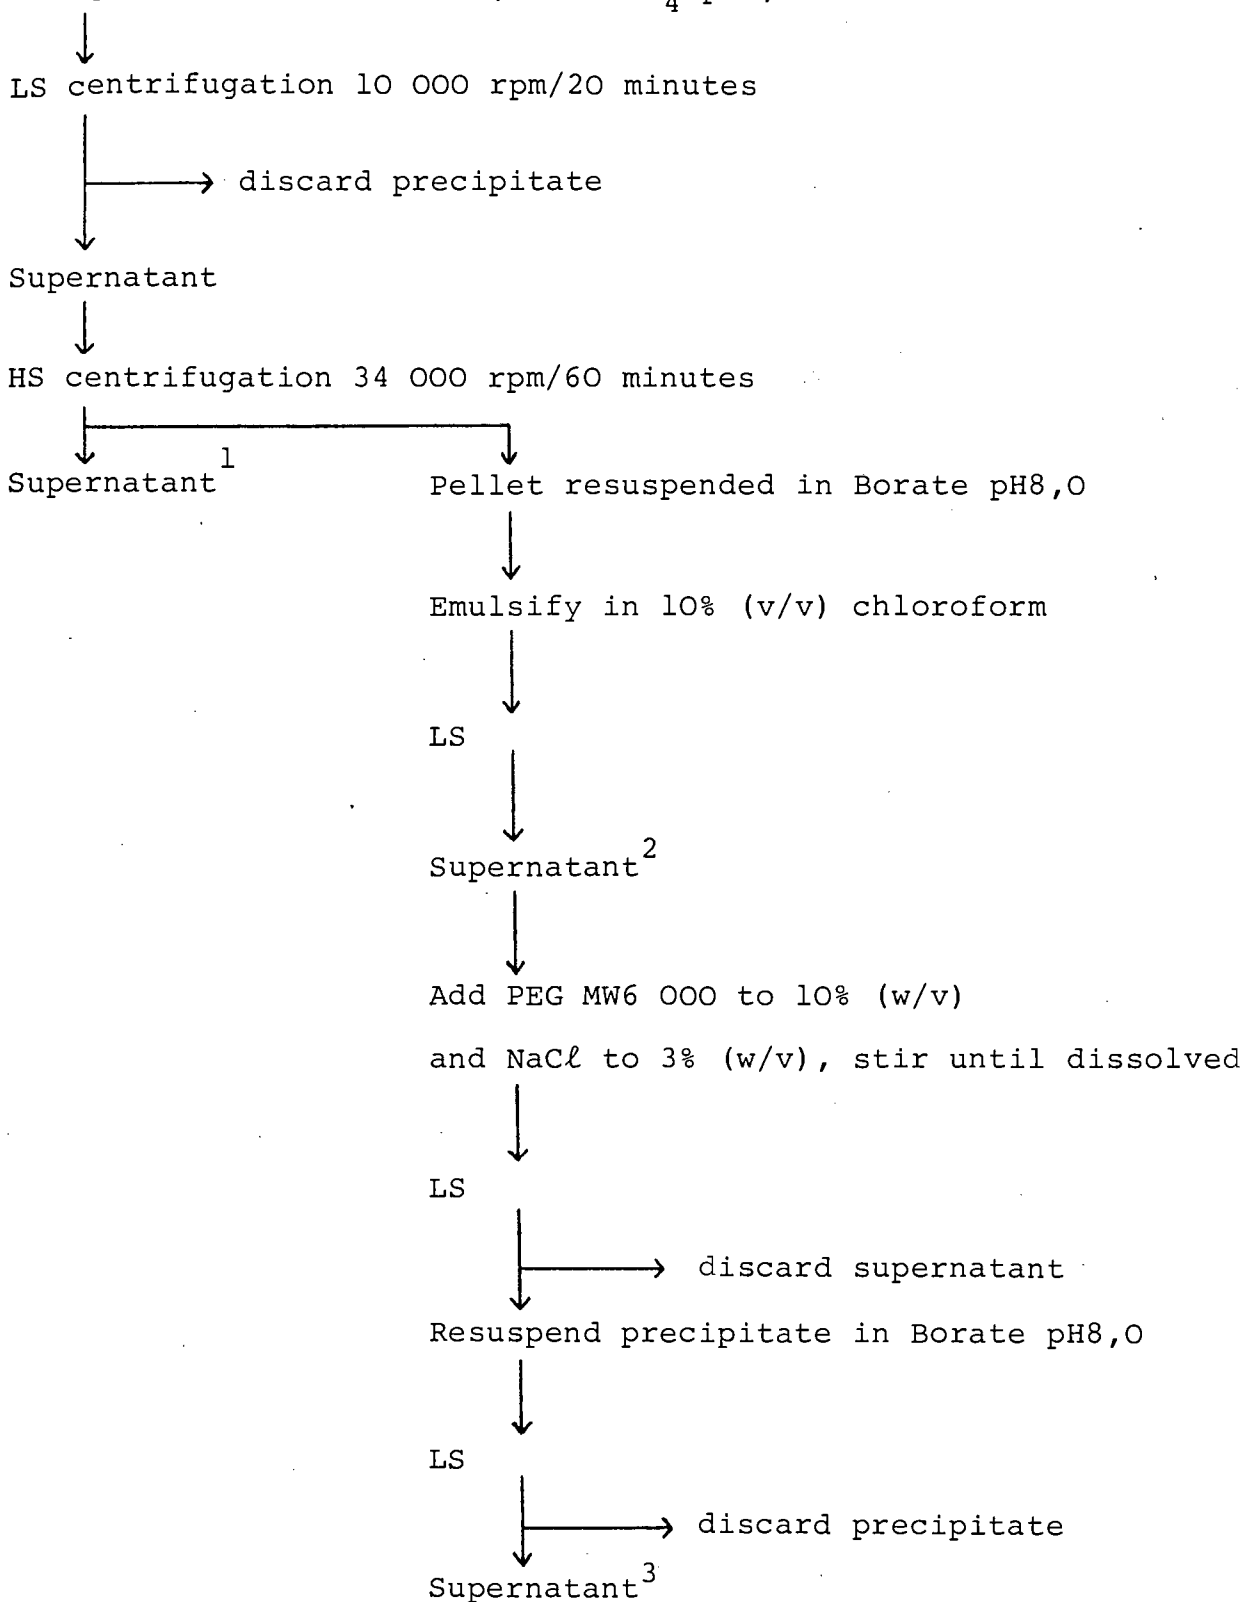 4
LS centrifugation 10 000 rpm/20 minutes
discard precipitate
Supernatant
HS centrifugation 34 000 rpm/60 minutes
Supernatant1
Pellet resuspended in Borate pH8,0
Emulsify in 10% (v/v) chloroform
LS
Supernatant2
Add PEG MW6 000 to 10% (w/v)
and NaCℓ to 3% (w/v), stir until dissolved
LS
discard supernatant
Resuspend precipitate in Borate pH8,0
LS
discard precipitate
Supernatant3